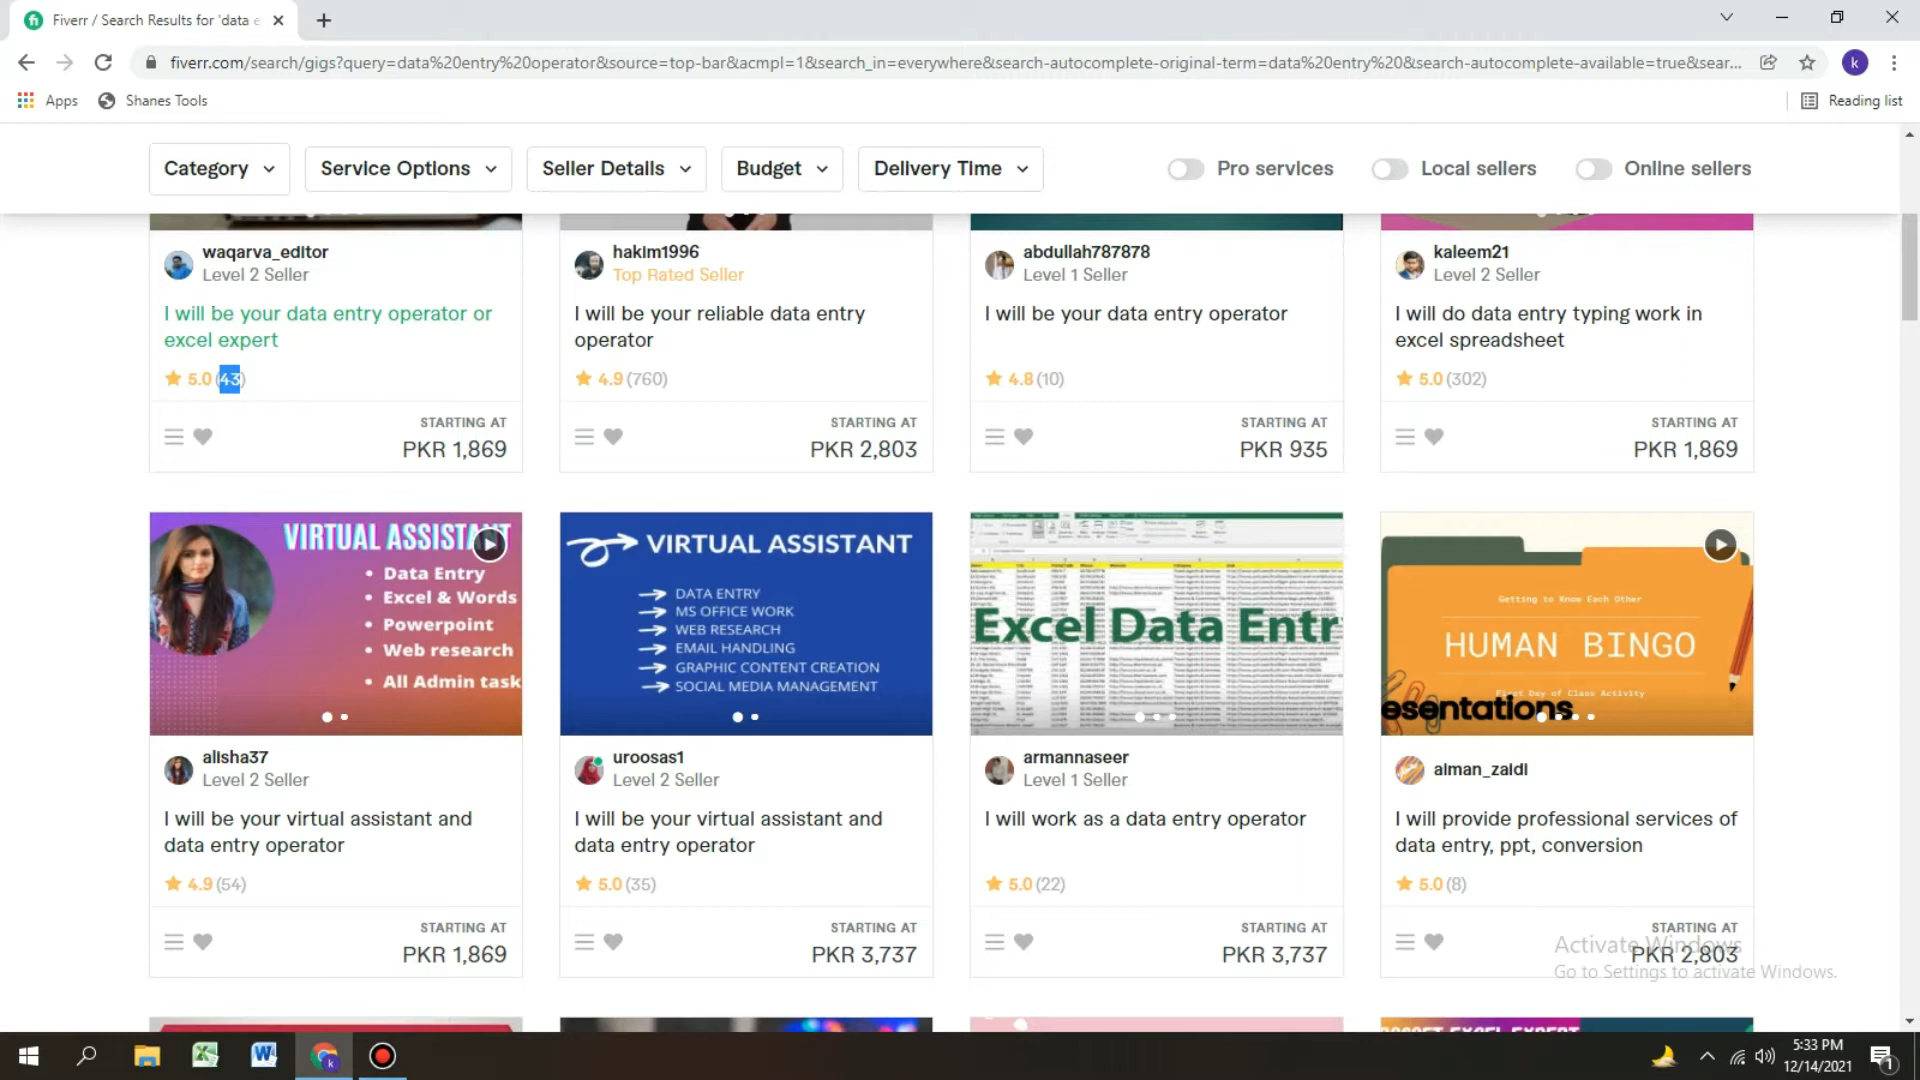 Fiverr / Search Results for 'data e
fiverr.com/search/gigs?query=data%20entry%20operator&source=top-bar&acmpl=1&search_in=everywhere&search-autocomplete-original-term=data%20entry%20&search-autocomplete-available=true&sear...
k
Apps
Shanes Tools
Reading list
Category
Service Options
Seller Details
Budget
Delivery Time
Pro services
Local sellers
Online sellers
waqarva_editor
Level 2 Seller
I will be your data entry operator or
excel expert
5.0 (43)
STARTING AT
PKR 1,869
hakim1996
Top Rated Seller
I will be your reliable data entry
operator
4.9 (760)
STARTING AT
PKR 2,803
abdullah787878
Level 1 Seller
I will be your data entry operator
4.8 (10)
STARTING AT
PKR 935
kaleem21
Level 2 Seller
I will do data entry typing work in
excel spreadsheet
5.0 (302)
STARTING AT
PKR 1,869
VIRTUAL ASSISTANT
• Data Entry
• Excel & Words
• Powerpoint
• Web research
• All Admin task
alisha37
Level 2 Seller
I will be your virtual assistant and
data entry operator
4.9 (54)
STARTING AT
PKR 1,869
VIRTUAL ASSISTANT
DATA ENTRY
MS OFFICE WORK
WEB RESEARCH
EMAIL HANDLING
GRAPHIC CONTENT CREATION
SOCIAL MEDIA MANAGEMENT
uroosas1
Level 2 Seller
I will be your virtual assistant and
data entry operator
5.0 (35)
STARTING AT
PKR 3,737
Excel Data Entr
armannaseer
Level 1 Seller
I will work as a data entry operator
5.0 (22)
STARTING AT
PKR 3,737
Getting to Know Each Other
HUMAN BINGO
First Day of Class Activity
esentations
aiman_zaidi
I will provide professional services of
data entry, ppt, conversion
5.0 (8)
STARTING AT
PKR 2,803
Activate Windows
Go to Settings to activate Windows.
5:33 PM
12/14/2021
1